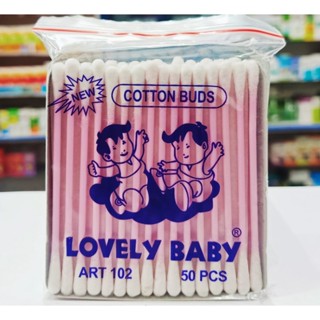 NEW
COTTON BUDS
LOVELY BABY ®
ART 102 50 PCS